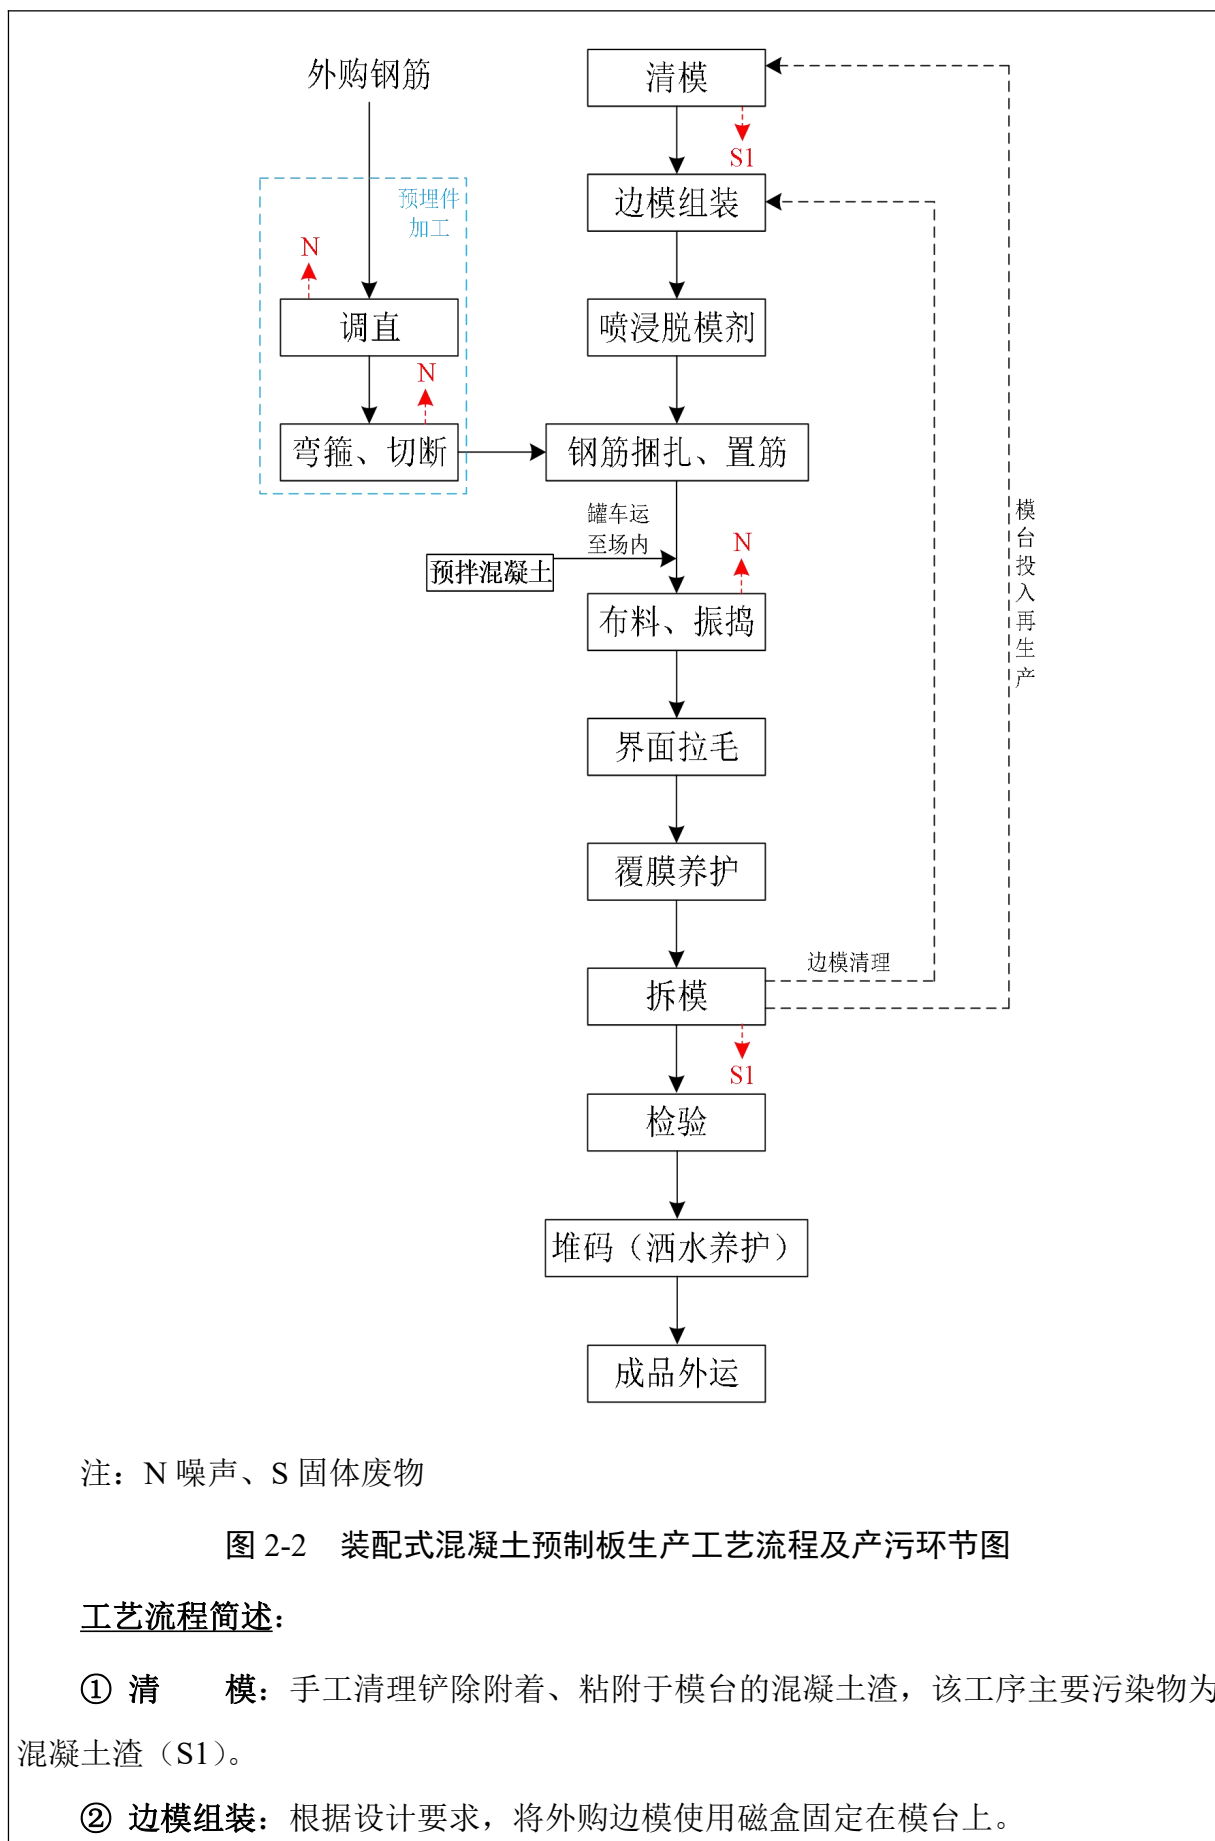 外购钢筋
清模
S1
预埋件
加工
边模组装
N
调直
喷浸脱模剂
N
弯箍、切断
钢筋捆扎、置筋
罐车运
至场内
预拌混凝土
N
布料、振捣
模台投入再生产
界面拉毛
覆膜养护
边模清理
拆模
S1
检验
堆码（洒水养护）
成品外运
注：N 噪声、S 固体废物
图 2-2 装配式混凝土预制板生产工艺流程及产污环节图
工艺流程简述：
① 清 模：手工清理铲除附着、粘附于模台的混凝土渣，该工序主要污染物为
混凝土渣（S1）。
② 边模组装：根据设计要求，将外购边模使用磁盒固定在模台上。